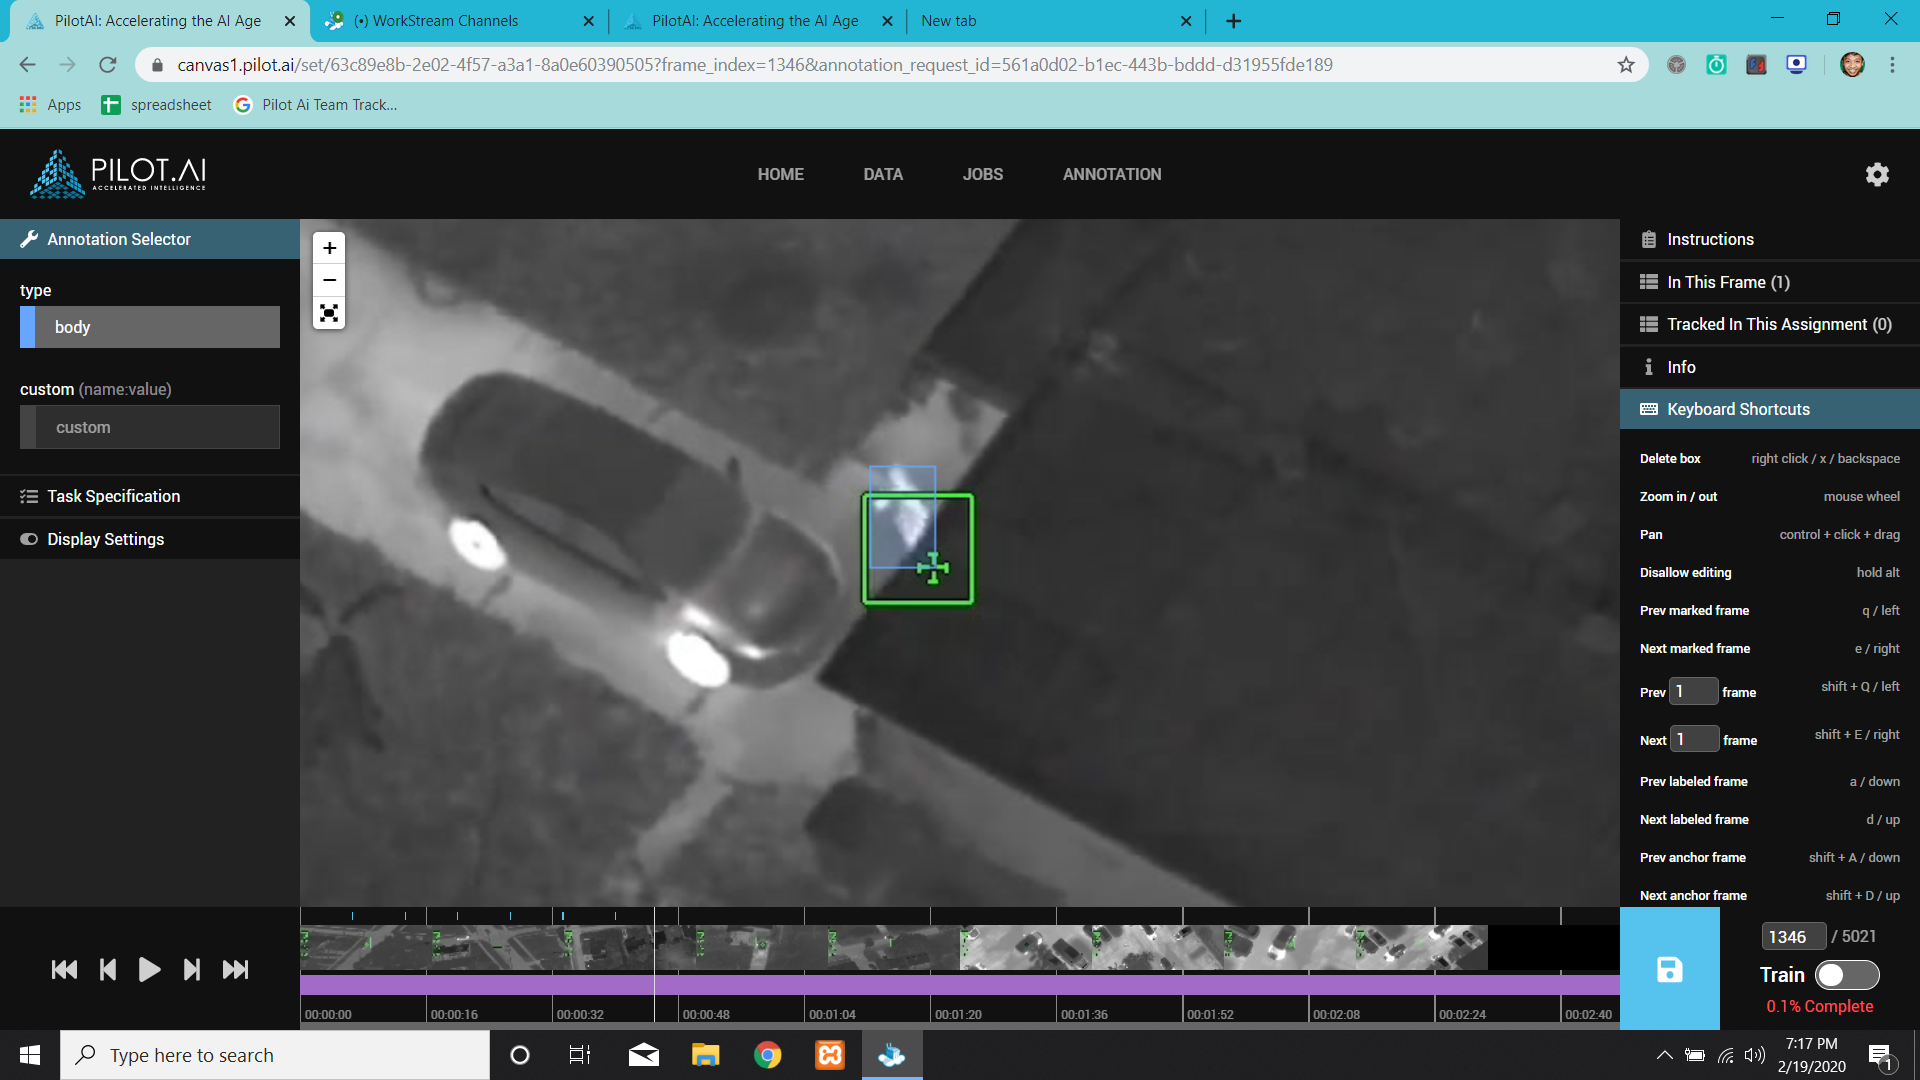 PilotAI: Accelerating the AI Age
(•) WorkStream Channels
PilotAI: Accelerating the AI Age
New tab
canvas1.pilot.ai/set/63c89e8b-2e02-4f57-a3a1-8a0e60390505?frame_index=1346&annotation_request_id=561a0d02-b1ec-443b-bddd-d31955fde189
Apps
spreadsheet
Pilot Ai Team Track...
PILOT.AI
ACCELERATED INTELLIGENCE
HOME
DATA
JOBS
ANNOTATION
Annotation Selector
type
body
custom (name:value)
custom
Task Specification
Display Settings
+
−
Instructions
In This Frame (1)
Tracked In This Assignment (0)
Info
Keyboard Shortcuts
Delete box right click / x / backspace
Zoom in / out mouse wheel
Pan control + click + drag
Disallow editing hold alt
Prev marked frame q / left
Next marked frame e / right
Prev 1 frame shift + Q / left
Next 1 frame shift + E / right
Prev labeled frame a / down
Next labeled frame d / up
Prev anchor frame shift + A / down
Next anchor frame shift + D / up
00:00:00 00:00:16 00:00:32 00:00:48 00:01:04 00:01:20 00:01:36 00:01:52 00:02:08 00:02:24 00:02:40
1346 / 5021
Train
0.1% Complete
Type here to search
7:17 PM
2/19/2020
1